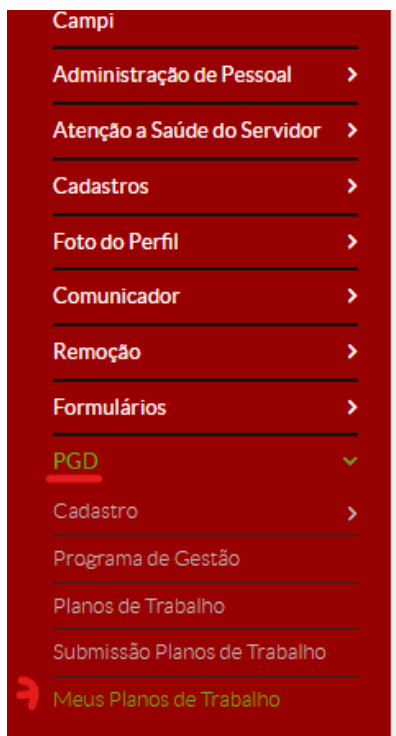 Campi
Administração de Pessoal
Atenção a Saúde do Servidor
Cadastros
Foto do Perfil
Comunicador
Remoção
Formulários
PGD
Cadastro
Programa de Gestão
Planos de Trabalho
Submissão Planos de Trabalho
Meus Planos de Trabalho